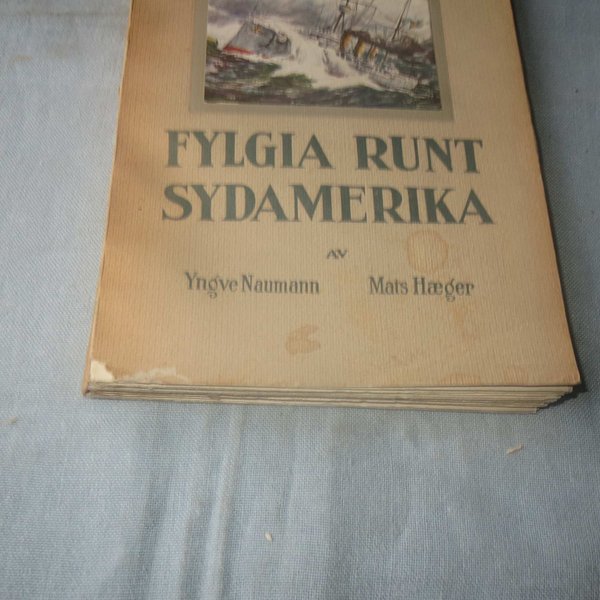 FYLGIA RUNT
SYDAMERIKA
AV
Yngve Naumann Mats Hæger